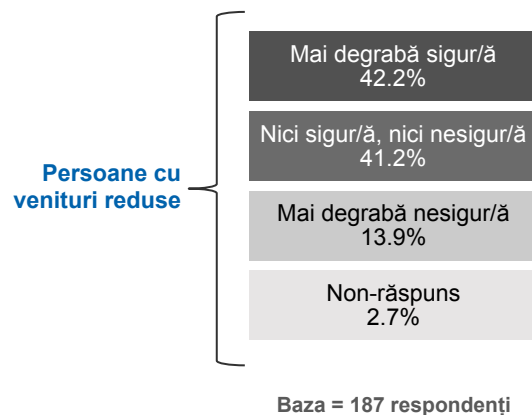 Persoane cu
venituri reduse
Mai degrabă sigur/ă
42.2%
Nici sigur/ă, nici nesigur/ă
41.2%
Mai degrabă nesigur/ă
13.9%
Non-răspuns
2.7%
Baza = 187 respondenți